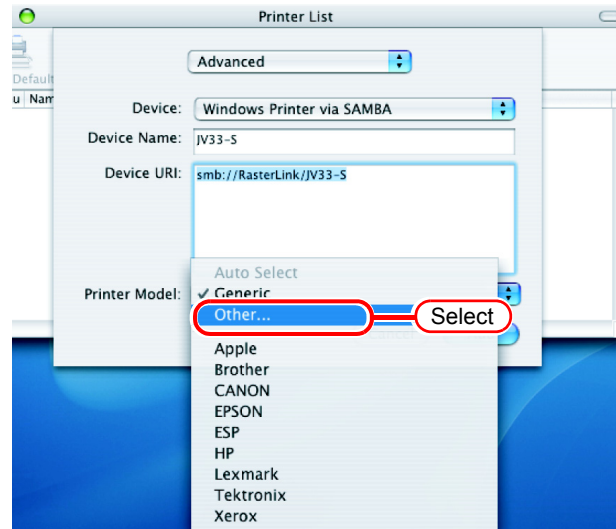 Printer List
Default
u Nam
Advanced
Device: Windows Printer via SAMBA
Device Name: JV33-S
Device URI: smb://RasterLink/JV33-S
Auto Select
Printer Model: ✓ Generic
Other...
Select
Apple
Brother
CANON
EPSON
ESP
HP
Lexmark
Tektronix
Xerox